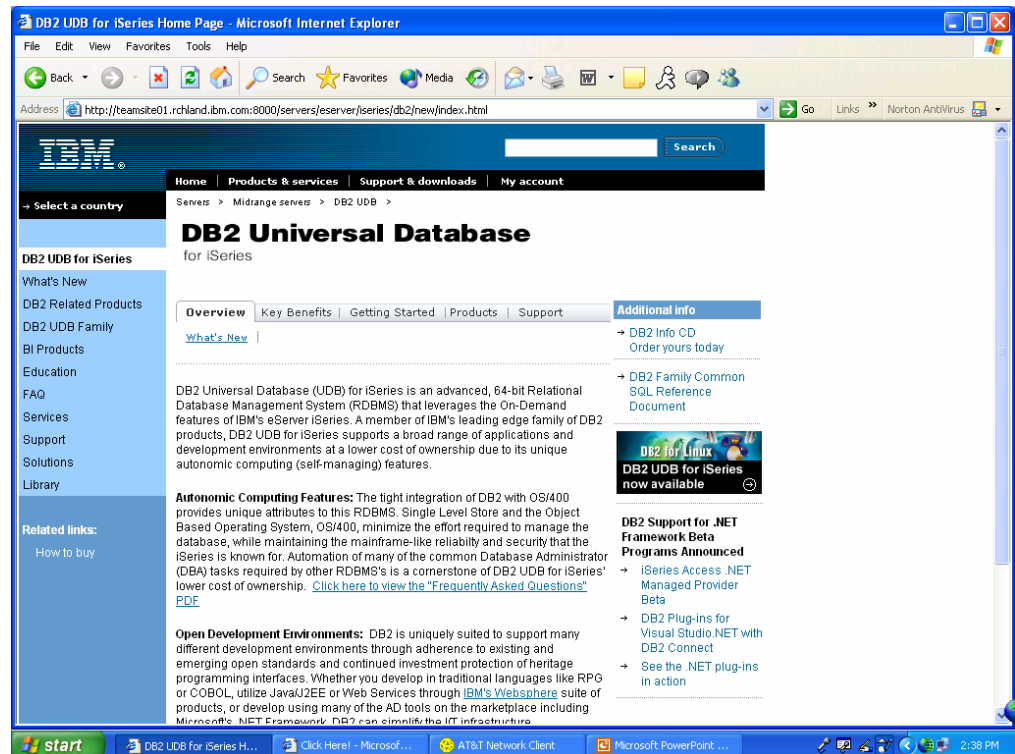 DB2 UDB for iSeries Home Page - Microsoft Internet Explorer
File Edit View Favorites Tools Help
Back Search Favorites Media
Address http://teamsite01.rchland.ibm.com:8000/servers/eserver/iseries/db2/new/index.html Go Links » Norton AntiVirus
IBM®
Search
Home | Products & services | Support & downloads | My account
→ Select a country
Servers > Midrange servers > DB2 UDB >
DB2 Universal Database
for iSeries
DB2 UDB for iSeries
What's New
DB2 Related Products
DB2 UDB Family
BI Products
Education
FAQ
Services
Support
Solutions
Library
Related links:
How to buy
Overview Key Benefits | Getting Started | Products | Support
What's New |
DB2 Universal Database (UDB) for iSeries is an advanced, 64-bit Relational
Database Management System (RDBMS) that leverages the On-Demand
features of IBM's eServer iSeries. A member of IBM's leading edge family of DB2
products, DB2 UDB for iSeries supports a broad range of applications and
development environments at a lower cost of ownership due to its unique
autonomic computing (self-managing) features.
Autonomic Computing Features: The tight integration of DB2 with OS/400
provides unique attributes to this RDBMS. Single Level Store and the Object
Based Operating System, OS/400, minimize the effort required to manage the
database, while maintaining the mainframe-like reliabilty and security that the
iSeries is known for. Automation of many of the common Database Administrator
(DBA) tasks required by other RDBMS's is a cornerstone of DB2 UDB for iSeries'
lower cost of ownership. Click here to view the "Frequently Asked Questions"
PDF
Open Development Environments: DB2 is uniquely suited to support many
different development environments through adherence to existing and
emerging open standards and continued investment protection of heritage
programming interfaces. Whether you develop in traditional languages like RPG
or COBOL, utilize Java/J2EE or Web Services through IBM's Websphere suite of
products, or develop using many of the AD tools on the marketplace including
Microsoft's .NET Framework, DB2 can simplify the I/T infrastructure
Additional info
→ DB2 Info CD
Order yours today
→ DB2 Family Common
SQL Reference
Document
DB2 for Linux
DB2 UDB for iSeries
now available
DB2 Support for .NET
Framework Beta
Programs Announced
→ iSeries Access .NET
Managed Provider
Beta
→ DB2 Plug-ins for
Visual Studio.NET with
DB2 Connect
→ See the .NET plug-ins
in action
start DB2 UDB for iSeries H... Click Here! - Microsof... AT&T Network Client Microsoft PowerPoint ... 2:38 PM